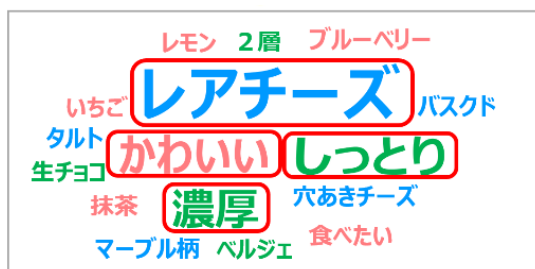 レモン ２層 ブルーベリー
レアチーズ
いちご バスクド
タルト かわいい しっとり
生チョコ
抹茶 濃厚 穴あきチーズ
マーブル柄 ベルジェ 食べたい